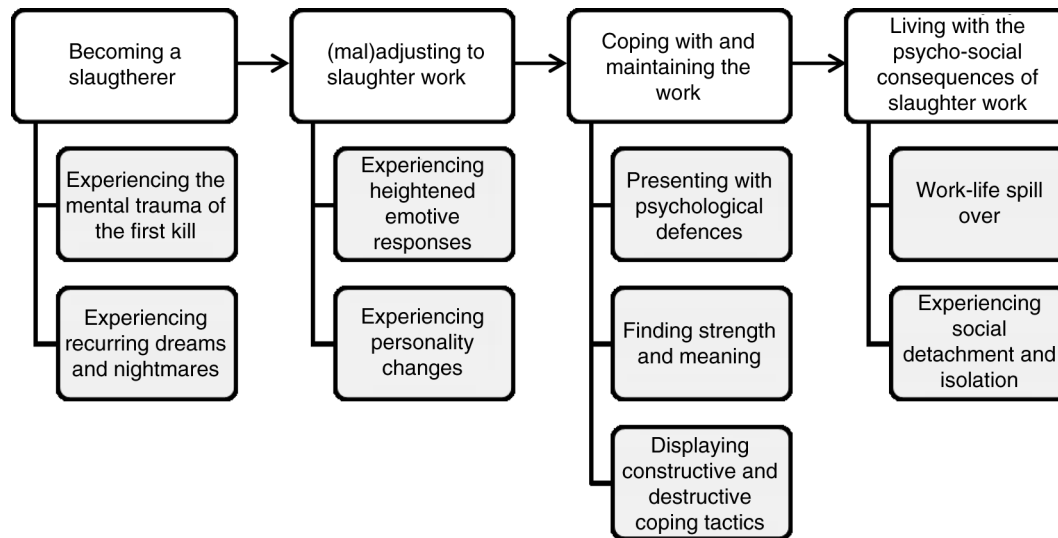 Becoming a
slaugtherer
(mal)adjusting to
slaughter work
Coping with and
maintaining the
work
Living with the
psycho-social
consequences of
slaughter work
Experiencing the
mental trauma of
the first kill
Experiencing
heightened
emotive
responses
Presenting with
psychological
defences
Work-life spill
over
Experiencing
recurring dreams
and nightmares
Experiencing
personality
changes
Finding strength
and meaning
Experiencing
social
detachment and
isolation
Displaying
constructive and
destructive
coping tactics